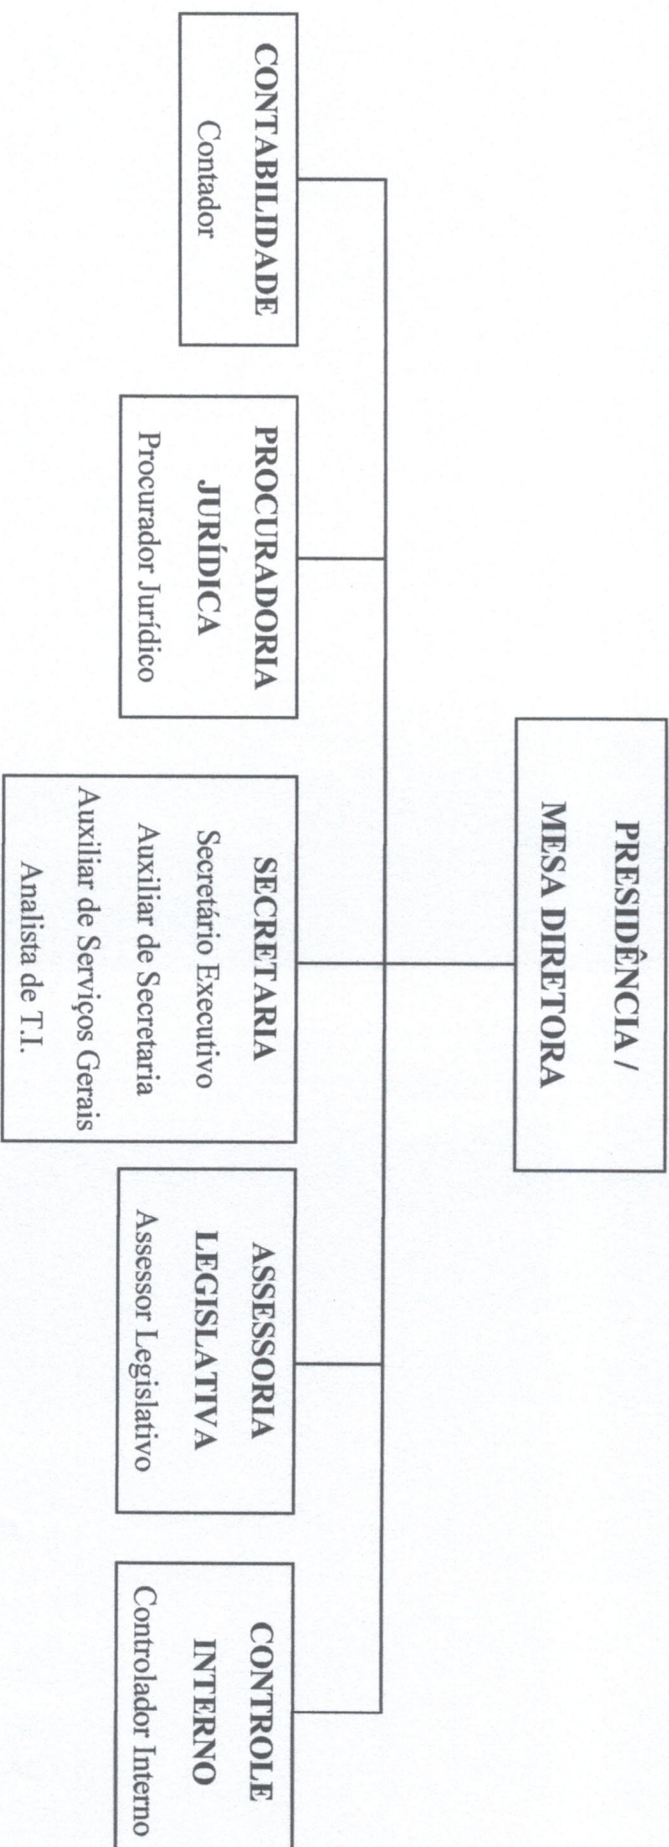 PRESIDÊNCIA /
MESA DIRETORA
CONTABILIDADE
Contador
PROCURADORIA
JURÍDICA
Procurador Jurídico
SECRETARIA
Secretário Executivo
Auxiliar de Secretaria
Auxiliar de Serviços Gerais
Analista de T.I.
ASSESSORIA
LEGISLATIVA
Assessor Legislativo
CONTROLE
INTERNO
Controlador Interno